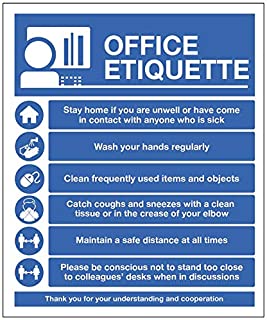 OFFICE
ETIQUETTE
Stay home if you are unwell or have come
in contact with anyone who is sick
Wash your hands regularly
Clean frequently used items and objects
Catch coughs and sneezes with a clean
tissue or in the crease of your elbow
Maintain a safe distance at all times
Please be conscious not to stand too close
to colleagues' desks when in discussions
Thank you for your understanding and cooperation